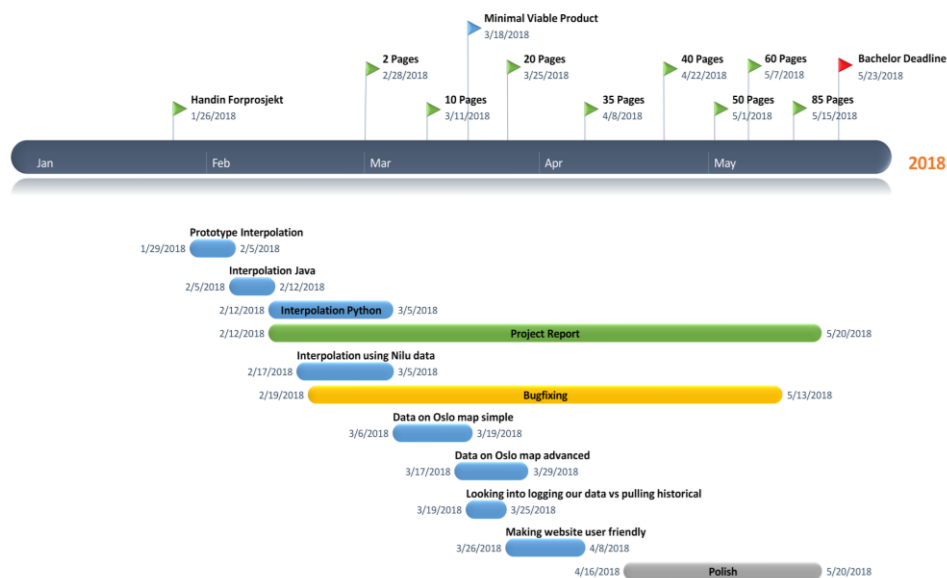 Minimal Viable Product
3/18/2018
2 Pages
2/28/2018
20 Pages
3/25/2018
40 Pages
4/22/2018
60 Pages
5/7/2018
Bachelor Deadline
5/23/2018
Handin Forprosjekt
1/26/2018
10 Pages
3/11/2018
35 Pages
4/8/2018
50 Pages
5/1/2018
85 Pages
5/15/2018
Jan Feb Mar Apr May 2018
Prototype Interpolation
1/29/2018 2/5/2018
Interpolation Java
2/5/2018 2/12/2018
2/12/2018 Interpolation Python 3/5/2018
2/12/2018 Project Report 5/20/2018
Interpolation using Nilu data
2/17/2018 3/5/2018
2/19/2018 Bugfixing 5/13/2018
Data on Oslo map simple
3/6/2018 3/19/2018
Data on Oslo map advanced
3/17/2018 3/29/2018
Looking into logging our data vs pulling historical
3/19/2018 3/25/2018
Making website user friendly
3/26/2018 4/8/2018
4/16/2018 Polish 5/20/2018